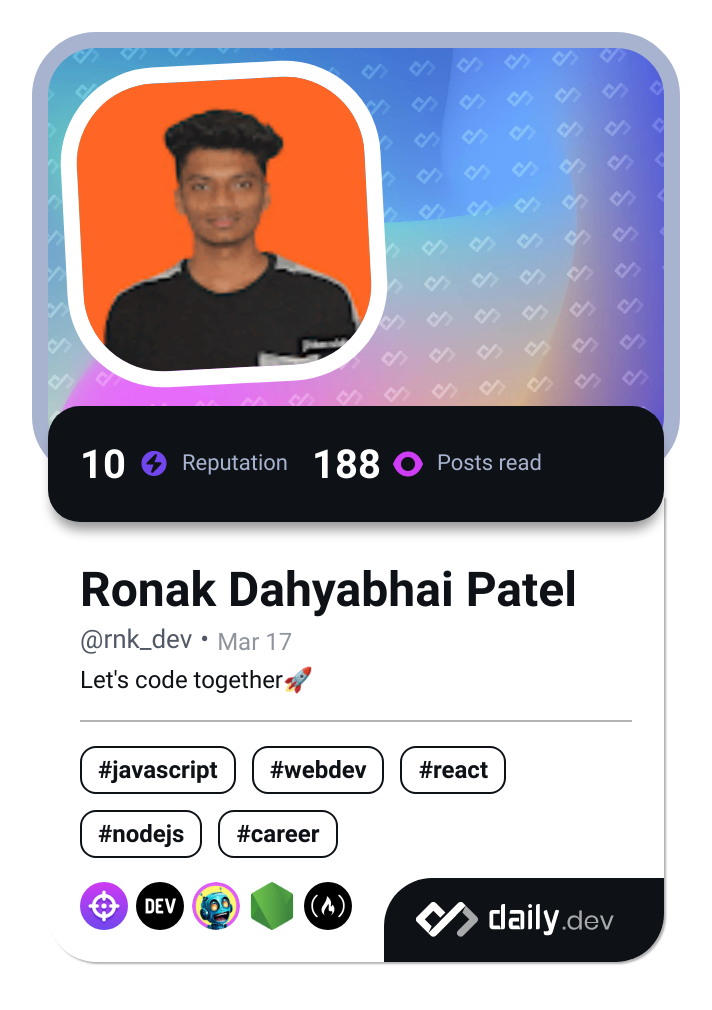 10 Reputation 188 Posts read
Ronak Dahyabhai Patel
@rnk_dev • Mar 17
Let's code together🚀
#javascript #webdev #react
#nodejs #career
DEV
daily.dev